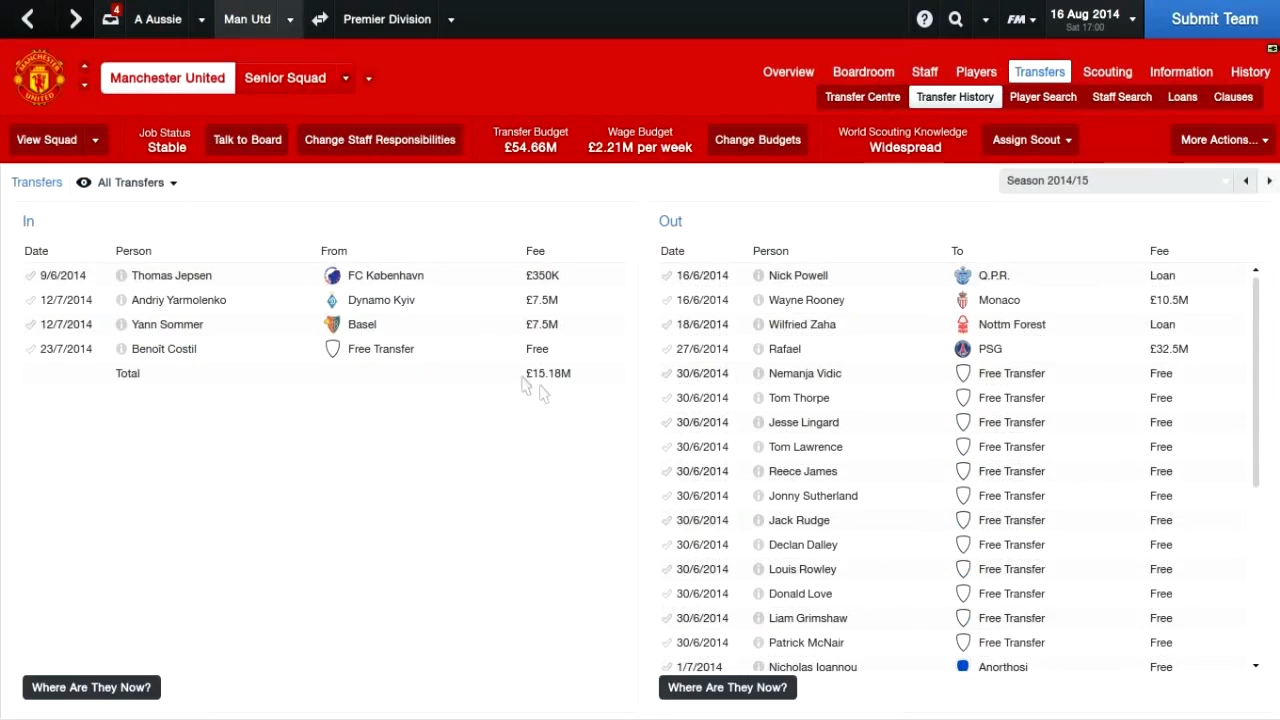 4 A Aussie Man Utd Premier Division FM 16 Aug 2014 Submit Team
Sat 17:00
Manchester United Senior Squad Overview Boardroom Staff Players Transfers Scouting Information History
Transfer Centre Transfer History Player Search Staff Search Loans Clauses
View Squad Job Status Talk to Board Change Staff Responsibilities Transfer Budget Wage Budget Change Budgets World Scouting Knowledge Assign Scout More Actions...
Stable £54.66M £2.21M per week Widespread
Transfers All Transfers Season 2014/15
In
Date Person From Fee
9/6/2014 Thomas Jepsen FC København £350K
12/7/2014 Andriy Yarmolenko Dynamo Kyiv £7.5M
12/7/2014 Yann Sommer Basel £7.5M
23/7/2014 Benoît Costil Free Transfer Free
Total £15.18M
Where Are They Now?
Out
Date Person To Fee
16/6/2014 Nick Powell Q.P.R. Loan
16/6/2014 Wayne Rooney Monaco £10.5M
18/6/2014 Wilfried Zaha Nottm Forest Loan
27/6/2014 Rafael PSG £32.5M
30/6/2014 Nemanja Vidic Free Transfer Free
30/6/2014 Tom Thorpe Free Transfer Free
30/6/2014 Jesse Lingard Free Transfer Free
30/6/2014 Tom Lawrence Free Transfer Free
30/6/2014 Reece James Free Transfer Free
30/6/2014 Jonny Sutherland Free Transfer Free
30/6/2014 Jack Rudge Free Transfer Free
30/6/2014 Declan Dalley Free Transfer Free
30/6/2014 Louis Rowley Free Transfer Free
30/6/2014 Donald Love Free Transfer Free
30/6/2014 Liam Grimshaw Free Transfer Free
30/6/2014 Patrick McNair Free Transfer Free
1/7/2014 Nicholas Ioannou Anorthosi Free
Where Are They Now?